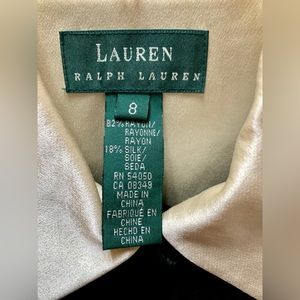 LAUREN
RALPH LAUREN
8
82% RAYON/
RAYONNE/
RAYON
18% SILK/
SOIE/
SEDA
RN 54050
CA 08349
MADE IN
CHINA
FABRIQUÉ EN
CHINE
HECHO EN
CHINA